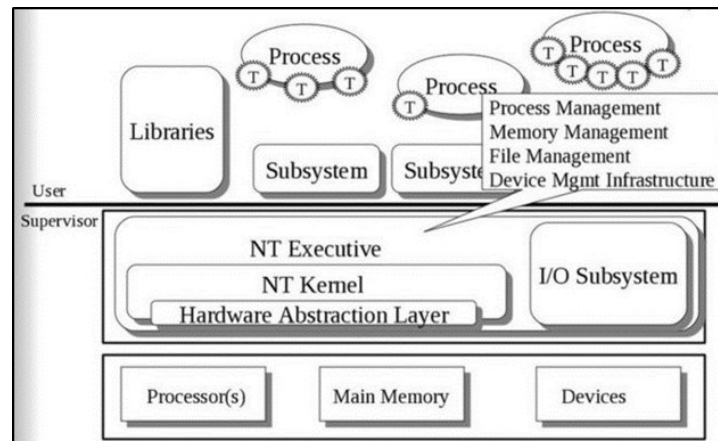 Process
T
T
T
Process
T
Process
T
T
T
T
T
Libraries
Subsystem
Process Management
Memory Management
File Management
Device Mgmt Infrastructure
User
Supervisor
NT Executive
NT Kernel
Hardware Abstraction Layer
I/O Subsystem
Processor(s)
Main Memory
Devices